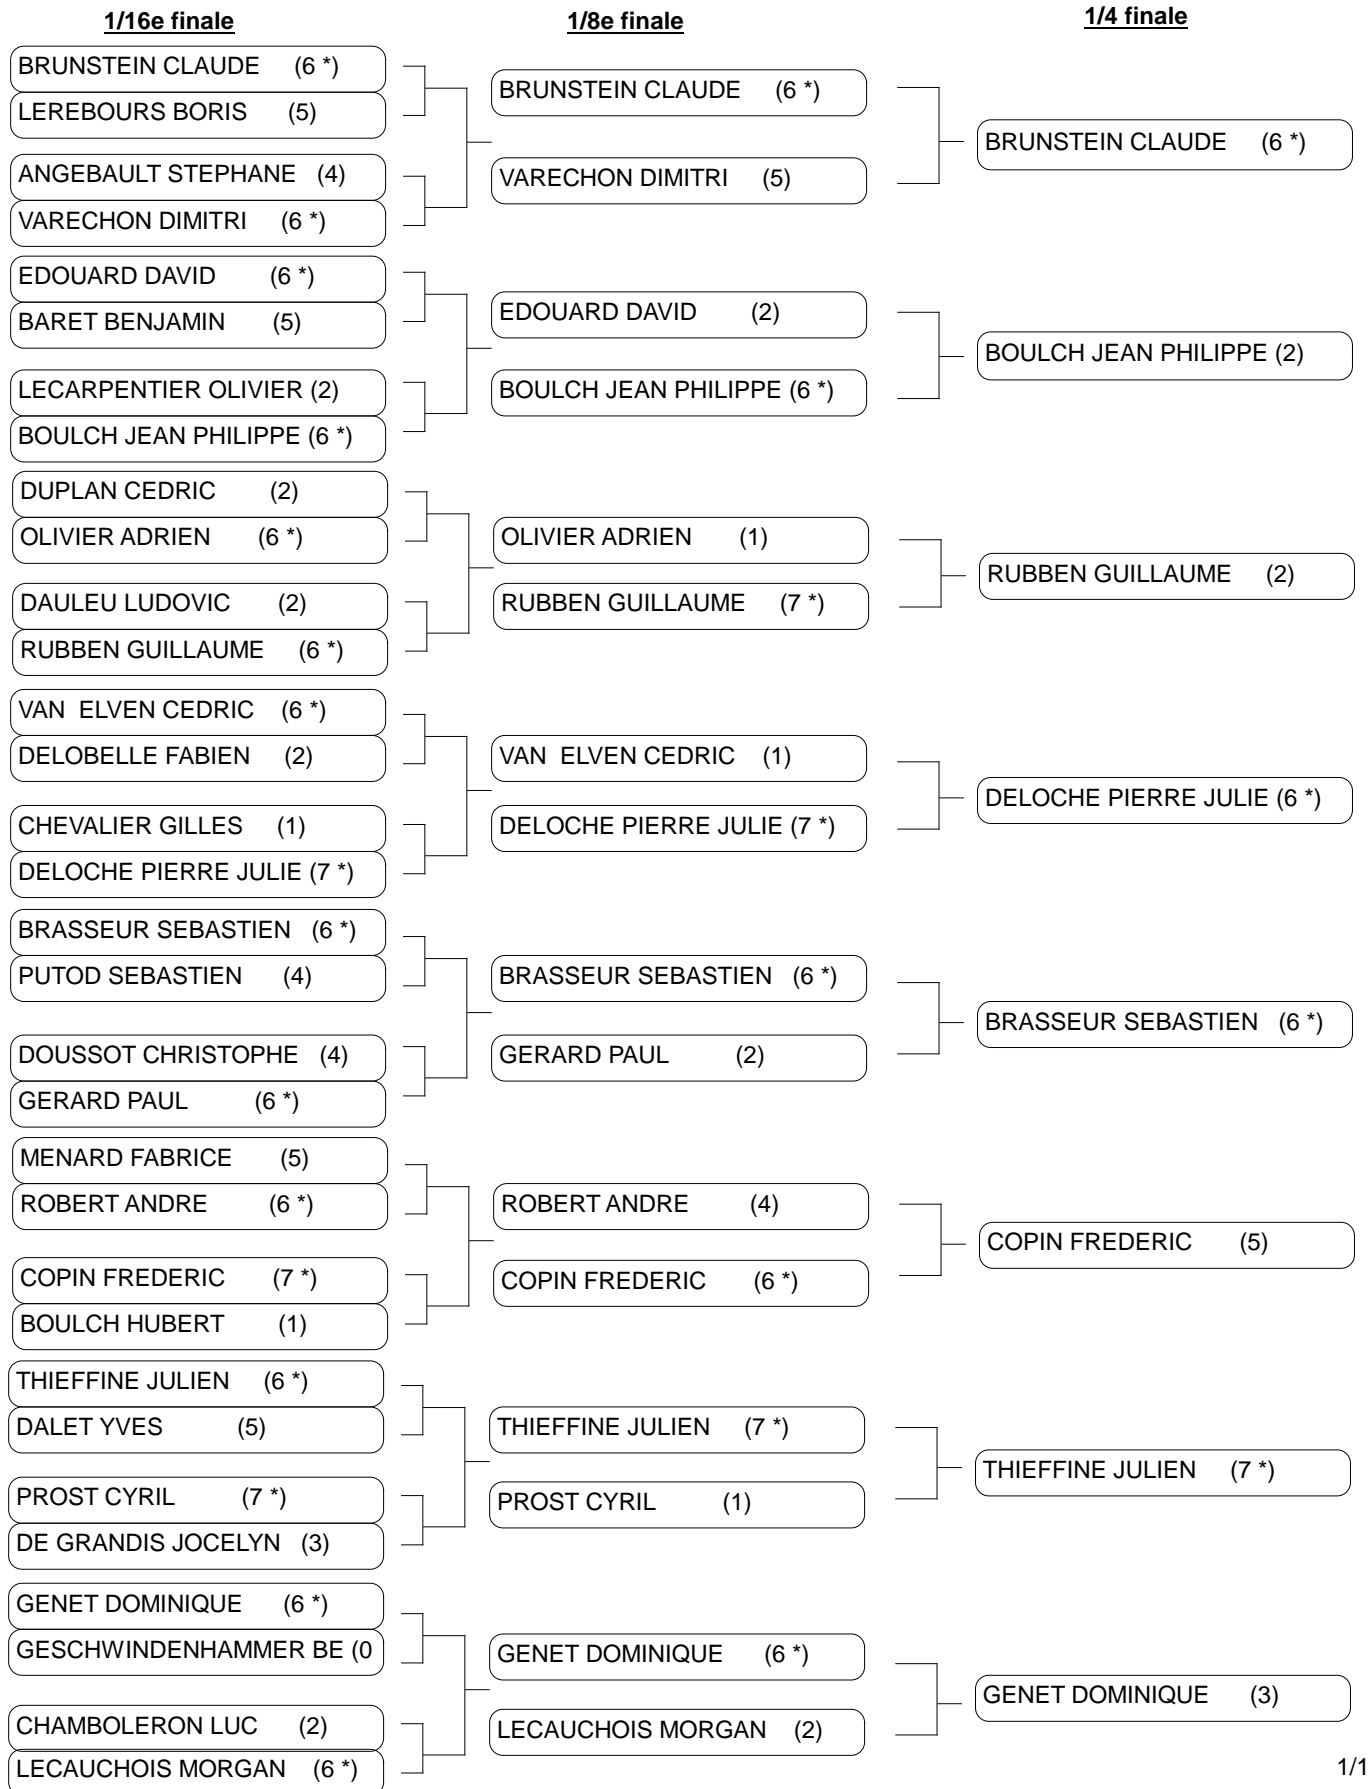 1/16e finale
1/8e finale
1/4 finale
BRUNSTEIN CLAUDE (6 *)
LEREBOURS BORIS (5)
ANGEBAULT STEPHANE (4)
VARECHON DIMITRI (6 *)
EDOUARD DAVID (6 *)
BARET BENJAMIN (5)
LECARPENTIER OLIVIER (2)
BOULCH JEAN PHILIPPE (6 *)
DUPLAN CEDRIC (2)
OLIVIER ADRIEN (6 *)
DAULEU LUDOVIC (2)
RUBBEN GUILLAUME (6 *)
VAN ELVEN CEDRIC (6 *)
DELOBELLE FABIEN (2)
CHEVALIER GILLES (1)
DELOCHE PIERRE JULIE (7 *)
BRASSEUR SEBASTIEN (6 *)
PUTOD SEBASTIEN (4)
DOUSSOT CHRISTOPHE (4)
GERARD PAUL (6 *)
MENARD FABRICE (5)
ROBERT ANDRE (6 *)
COPIN FREDERIC (7 *)
BOULCH HUBERT (1)
THIEFFINE JULIEN (6 *)
DALET YVES (5)
PROST CYRIL (7 *)
DE GRANDIS JOCELYN (3)
GENET DOMINIQUE (6 *)
GESCHWINDENHAMMER BE (0
CHAMBOLERON LUC (2)
LECAUCHOIS MORGAN (6 *)
BRUNSTEIN CLAUDE (6 *)
VARECHON DIMITRI (5)
EDOUARD DAVID (2)
BOULCH JEAN PHILIPPE (6 *)
OLIVIER ADRIEN (1)
RUBBEN GUILLAUME (7 *)
VAN ELVEN CEDRIC (1)
DELOCHE PIERRE JULIE (7 *)
BRASSEUR SEBASTIEN (6 *)
GERARD PAUL (2)
ROBERT ANDRE (4)
COPIN FREDERIC (6 *)
THIEFFINE JULIEN (7 *)
PROST CYRIL (1)
GENET DOMINIQUE (6 *)
LECAUCHOIS MORGAN (2)
BRUNSTEIN CLAUDE (6 *)
BOULCH JEAN PHILIPPE (2)
RUBBEN GUILLAUME (2)
DELOCHE PIERRE JULIE (6 *)
BRASSEUR SEBASTIEN (6 *)
COPIN FREDERIC (5)
THIEFFINE JULIEN (7 *)
GENET DOMINIQUE (3)
1/1